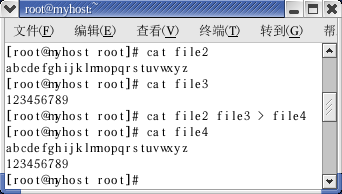 root@myhost:~
文件(F) 编辑(E) 查看(V) 终端(T) 转到(G) 帮
[root@myhost root]# cat file2
abcdefghijklmopqrstuvwxyz
[root@myhost root]# cat file3
123456789
[root@myhost root]# cat file2 file3 > file4
[root@myhost root]# cat file4
abcdefghijklmopqrstuvwxyz
123456789
[root@myhost root]#